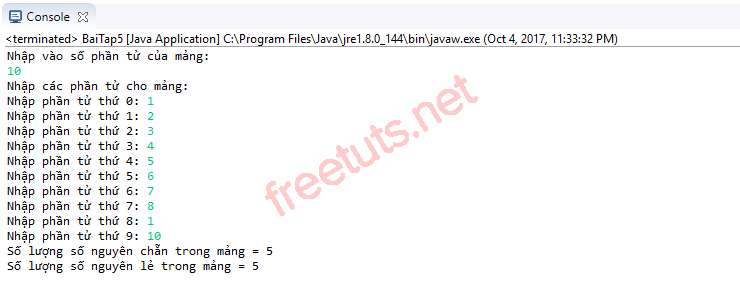 Console
<terminated> BaiTap5 [Java Application] C:\Program Files\Java\jre1.8.0_144\bin\javaw.exe (Oct 4, 2017, 11:33:32 PM)
Nhập vào số phần tử của mảng:
10
Nhập các phần tử cho mảng:
Nhập phần tử thứ 0: 1
Nhập phần tử thứ 1: 2
Nhập phần tử thứ 2: 3
Nhập phần tử thứ 3: 4
Nhập phần tử thứ 4: 5
Nhập phần tử thứ 5: 6
Nhập phần tử thứ 6: 7
Nhập phần tử thứ 7: 8
Nhập phần tử thứ 8: 1
Nhập phần tử thứ 9: 10
Số lượng số nguyên chẵn trong mảng = 5
Số lượng số nguyên lẻ trong mảng = 5
freetuts.net